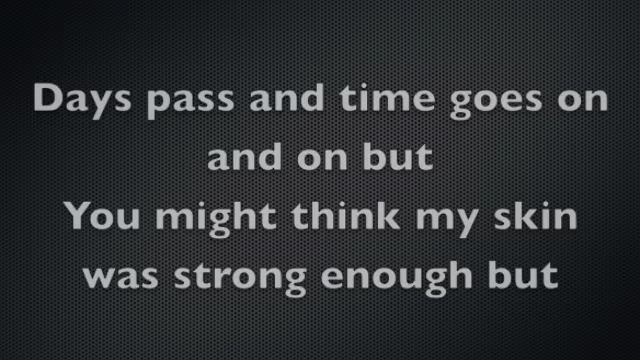 Days pass and time goes on
and on but
You might think my skin
was strong enough but